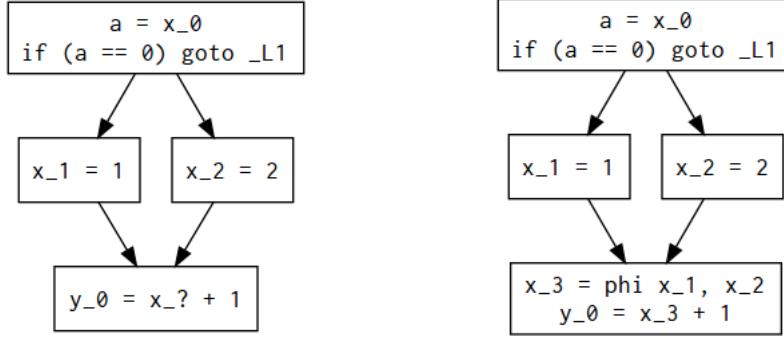 a = x_0
if (a == 0) goto _L1
x_1 = 1
x_2 = 2
y_0 = x_? + 1
a = x_0
if (a == 0) goto _L1
x_1 = 1
x_2 = 2
x_3 = phi x_1, x_2
y_0 = x_3 + 1